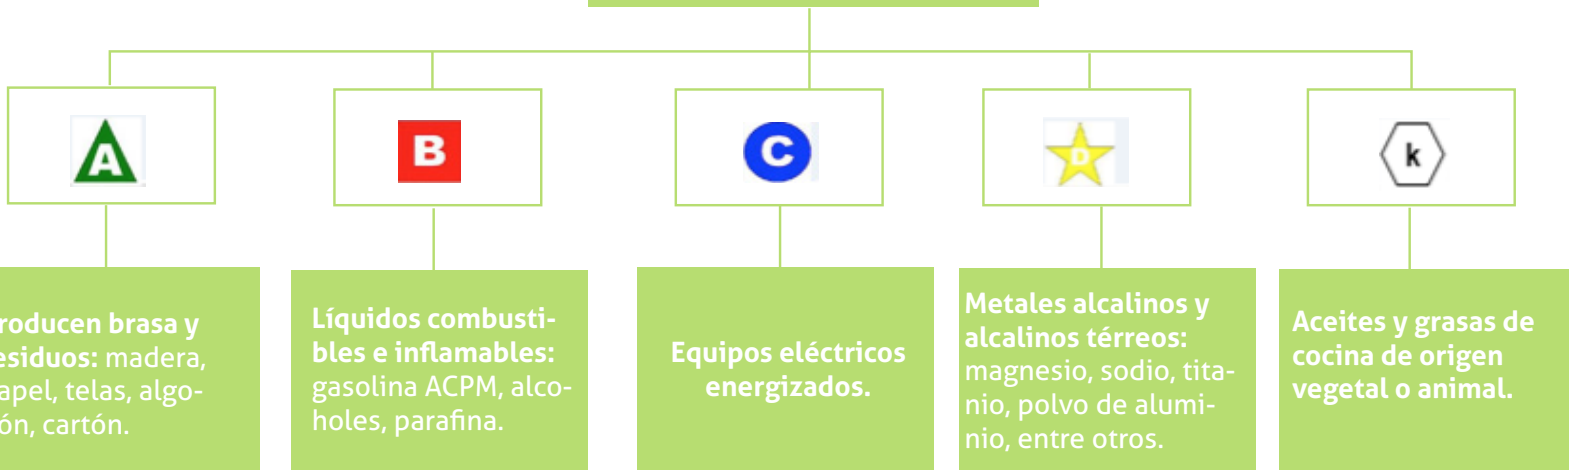 A
B
C
D
k
roducen brasa y
esiduos: madera,
apel, telas, algo-
ón, cartón.
Líquidos combusti-
bles e inflamables:
gasolina ACPM, alco-
holes, parafina.
Equipos eléctricos
energizados.
Metales alcalinos y
alcalinos térreos:
magnesio, sodio, tita-
nio, polvo de alumi-
nio, entre otros.
Aceites y grasas de
cocina de origen
vegetal o animal.